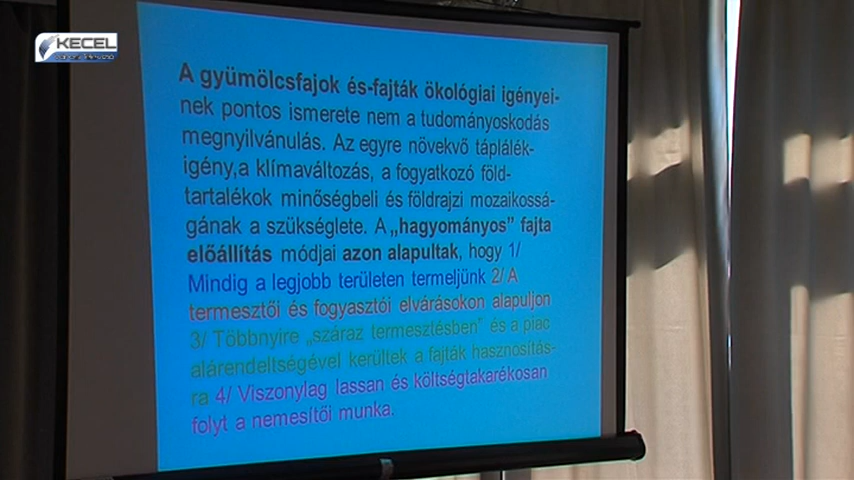 KECEL
A gyümölcsfajok és-fajták ökológiai igényei-
nek pontos ismerete nem a tudományoskodás
megnyilvánulás. Az egyre növekvő táplálék-
igény,a klímaváltozás, a fogyatkozó föld-
tartalékok minőségbeli és földrajzi mozaikossá-
gának a szükséglete. A „hagyományos” fajta
előállítás módjai azon alapultak, hogy 1/
Mindig a legjobb területen termeljünk 2/ A
termesztői és fogyasztói elvárásokon alapuljon
3/ Többnyire „száraz termesztésben” és a piac
alárendeltségével kerültek a fajták hasznosítás-
ra 4/ Viszonylag lassan és költségtakarékosan
folyt a nemesítői munka.